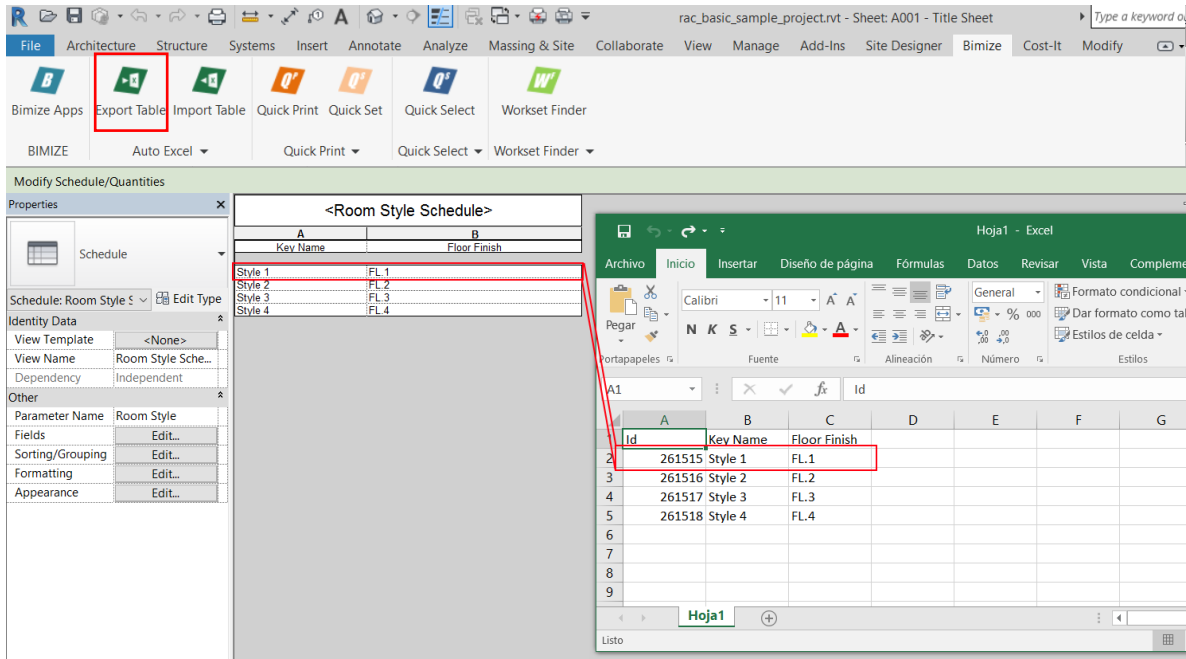 rac_basic_sample_project.rvt - Sheet: A001 - Title Sheet
Type a keyword o
File Architecture Structure Systems Insert Annotate Analyze Massing & Site Collaborate View Manage Add-Ins Site Designer Bimize Cost-It Modify
Bimize Apps Export Table Import Table Quick Print Quick Set Quick Select Workset Finder
BIMIZE Auto Excel Quick Print Quick Select Workset Finder
Modify Schedule/Quantities
Properties
Schedule
Schedule: Room Style S Edit Type
Identity Data
View Template <None>
View Name Room Style Sche...
Dependency Independent
Other
Parameter Name Room Style
Fields Edit...
Sorting/Grouping Edit...
Formatting Edit...
Appearance Edit...
<Room Style Schedule>
A B
Key Name Floor Finish
Style 1 FL.1
Style 2 FL.2
Style 3 FL.3
Style 4 FL.4
Hoja1 - Excel
Archivo Inicio Insertar Diseño de página Fórmulas Datos Revisar Vista Compleme
Pegar
Calibri 11 A A
N K S A
General
% 000
Formato condicional
Dar formato como tal
Estilos de celda
Portapapeles Fuente Alineación Número Estilos
A1 fx Id
A B C D E F G
1 Id Key Name Floor Finish
2 261515 Style 1 FL.1
3 261516 Style 2 FL.2
4 261517 Style 3 FL.3
5 261518 Style 4 FL.4
6
7
8
9
Hoja1
Listo